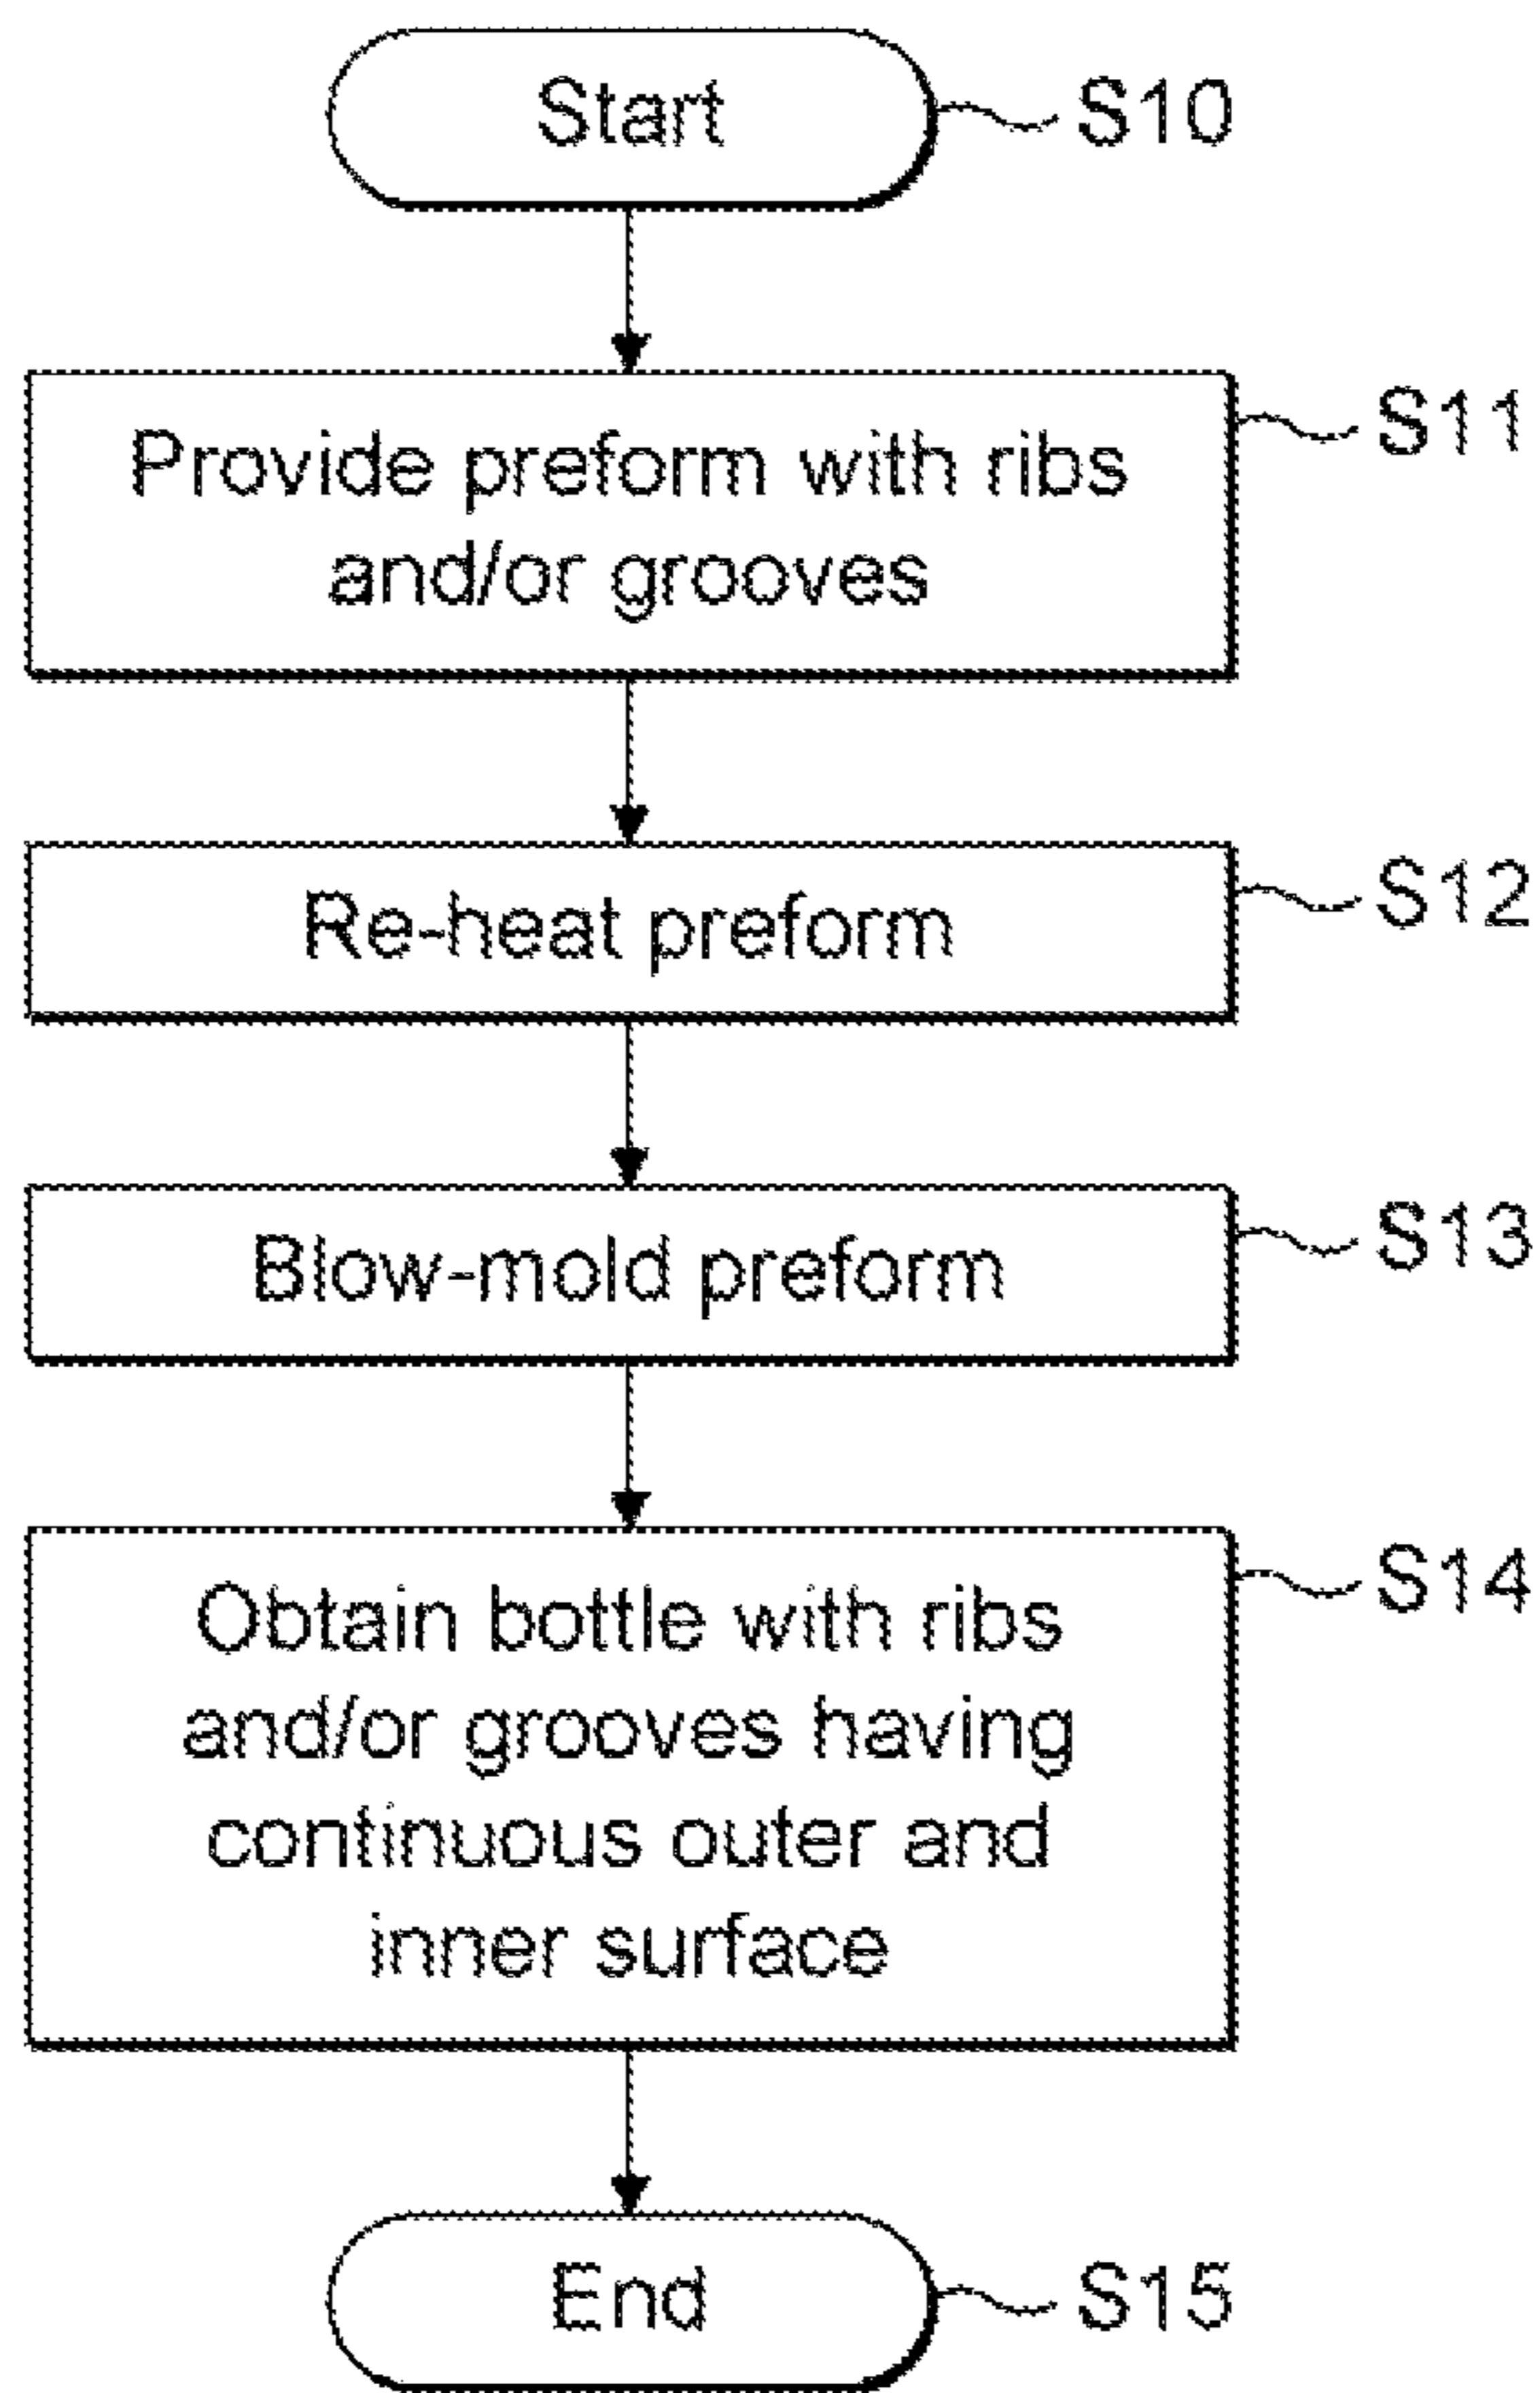 Start
S10
Provide preform with ribs
and/or grooves
S11
Re-heat preform
S12
Blow-mold preform
S13
Obtain bottle with ribs
and/or grooves having
continuous outer and
inner surface
S14
End
S15